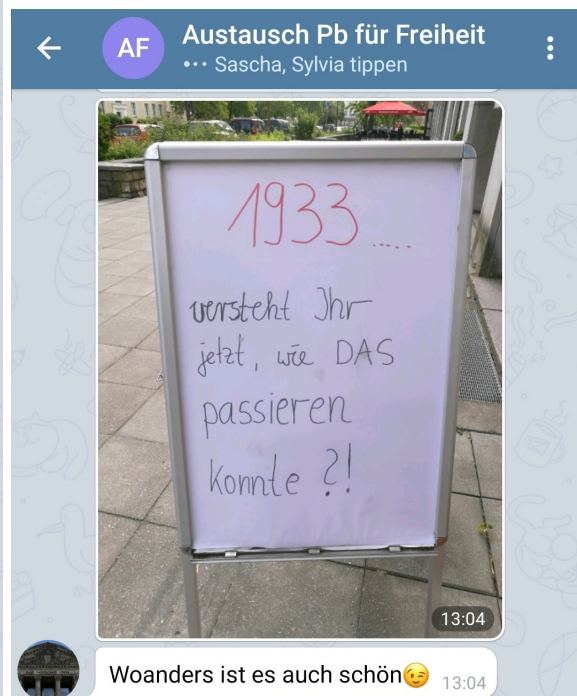 AF
Austausch Pb für Freiheit
Sascha, Sylvia tippen
1933.....
versteht Ihr
jetzt, wie DAS
passieren
konnte?!
13:04
Woanders ist es auch schön😉 13:04